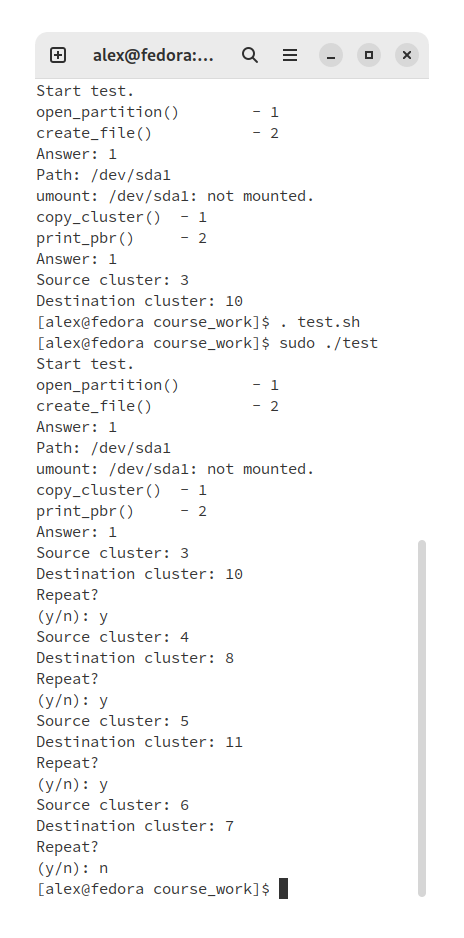 alex@fedora:...
Start test.
open_partition()        - 1
create_file()           - 2
Answer: 1
Path: /dev/sda1
umount: /dev/sda1: not mounted.
copy_cluster()  - 1
print_pbr()     - 2
Answer: 1
Source cluster: 3
Destination cluster: 10
[alex@fedora course_work]$ . test.sh
[alex@fedora course_work]$ sudo ./test
Start test.
open_partition()        - 1
create_file()           - 2
Answer: 1
Path: /dev/sda1
umount: /dev/sda1: not mounted.
copy_cluster()  - 1
print_pbr()     - 2
Answer: 1
Source cluster: 3
Destination cluster: 10
Repeat?
(y/n): y
Source cluster: 4
Destination cluster: 8
Repeat?
(y/n): y
Source cluster: 5
Destination cluster: 11
Repeat?
(y/n): y
Source cluster: 6
Destination cluster: 7
Repeat?
(y/n): n
[alex@fedora course_work]$